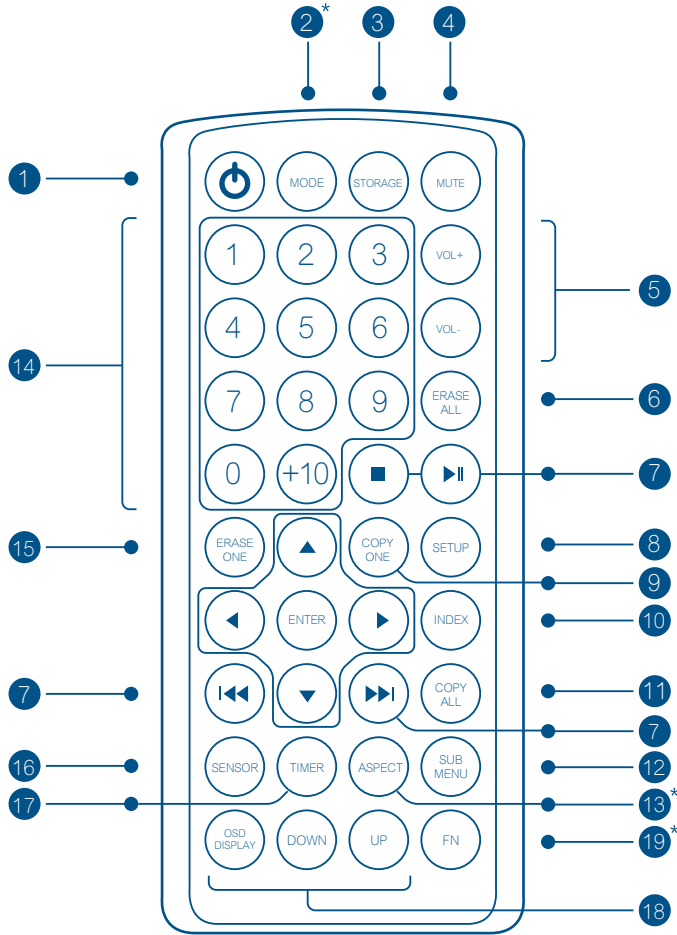 2* 3 4
1 MODE STORAGE MUTE
1 2 3 VOL+
5
4 5 6 VOL-
14
7 8 9 ERASE ALL 6
0 +10 7
15 ERASE ONE COPY ONE SETUP 8
9
ENTER INDEX 10
7 COPY ALL 11
7
16 SENSOR TIMER ASPECT SUB MENU 12
17 13*
OSD DISPLAY DOWN UP FN 19*
18